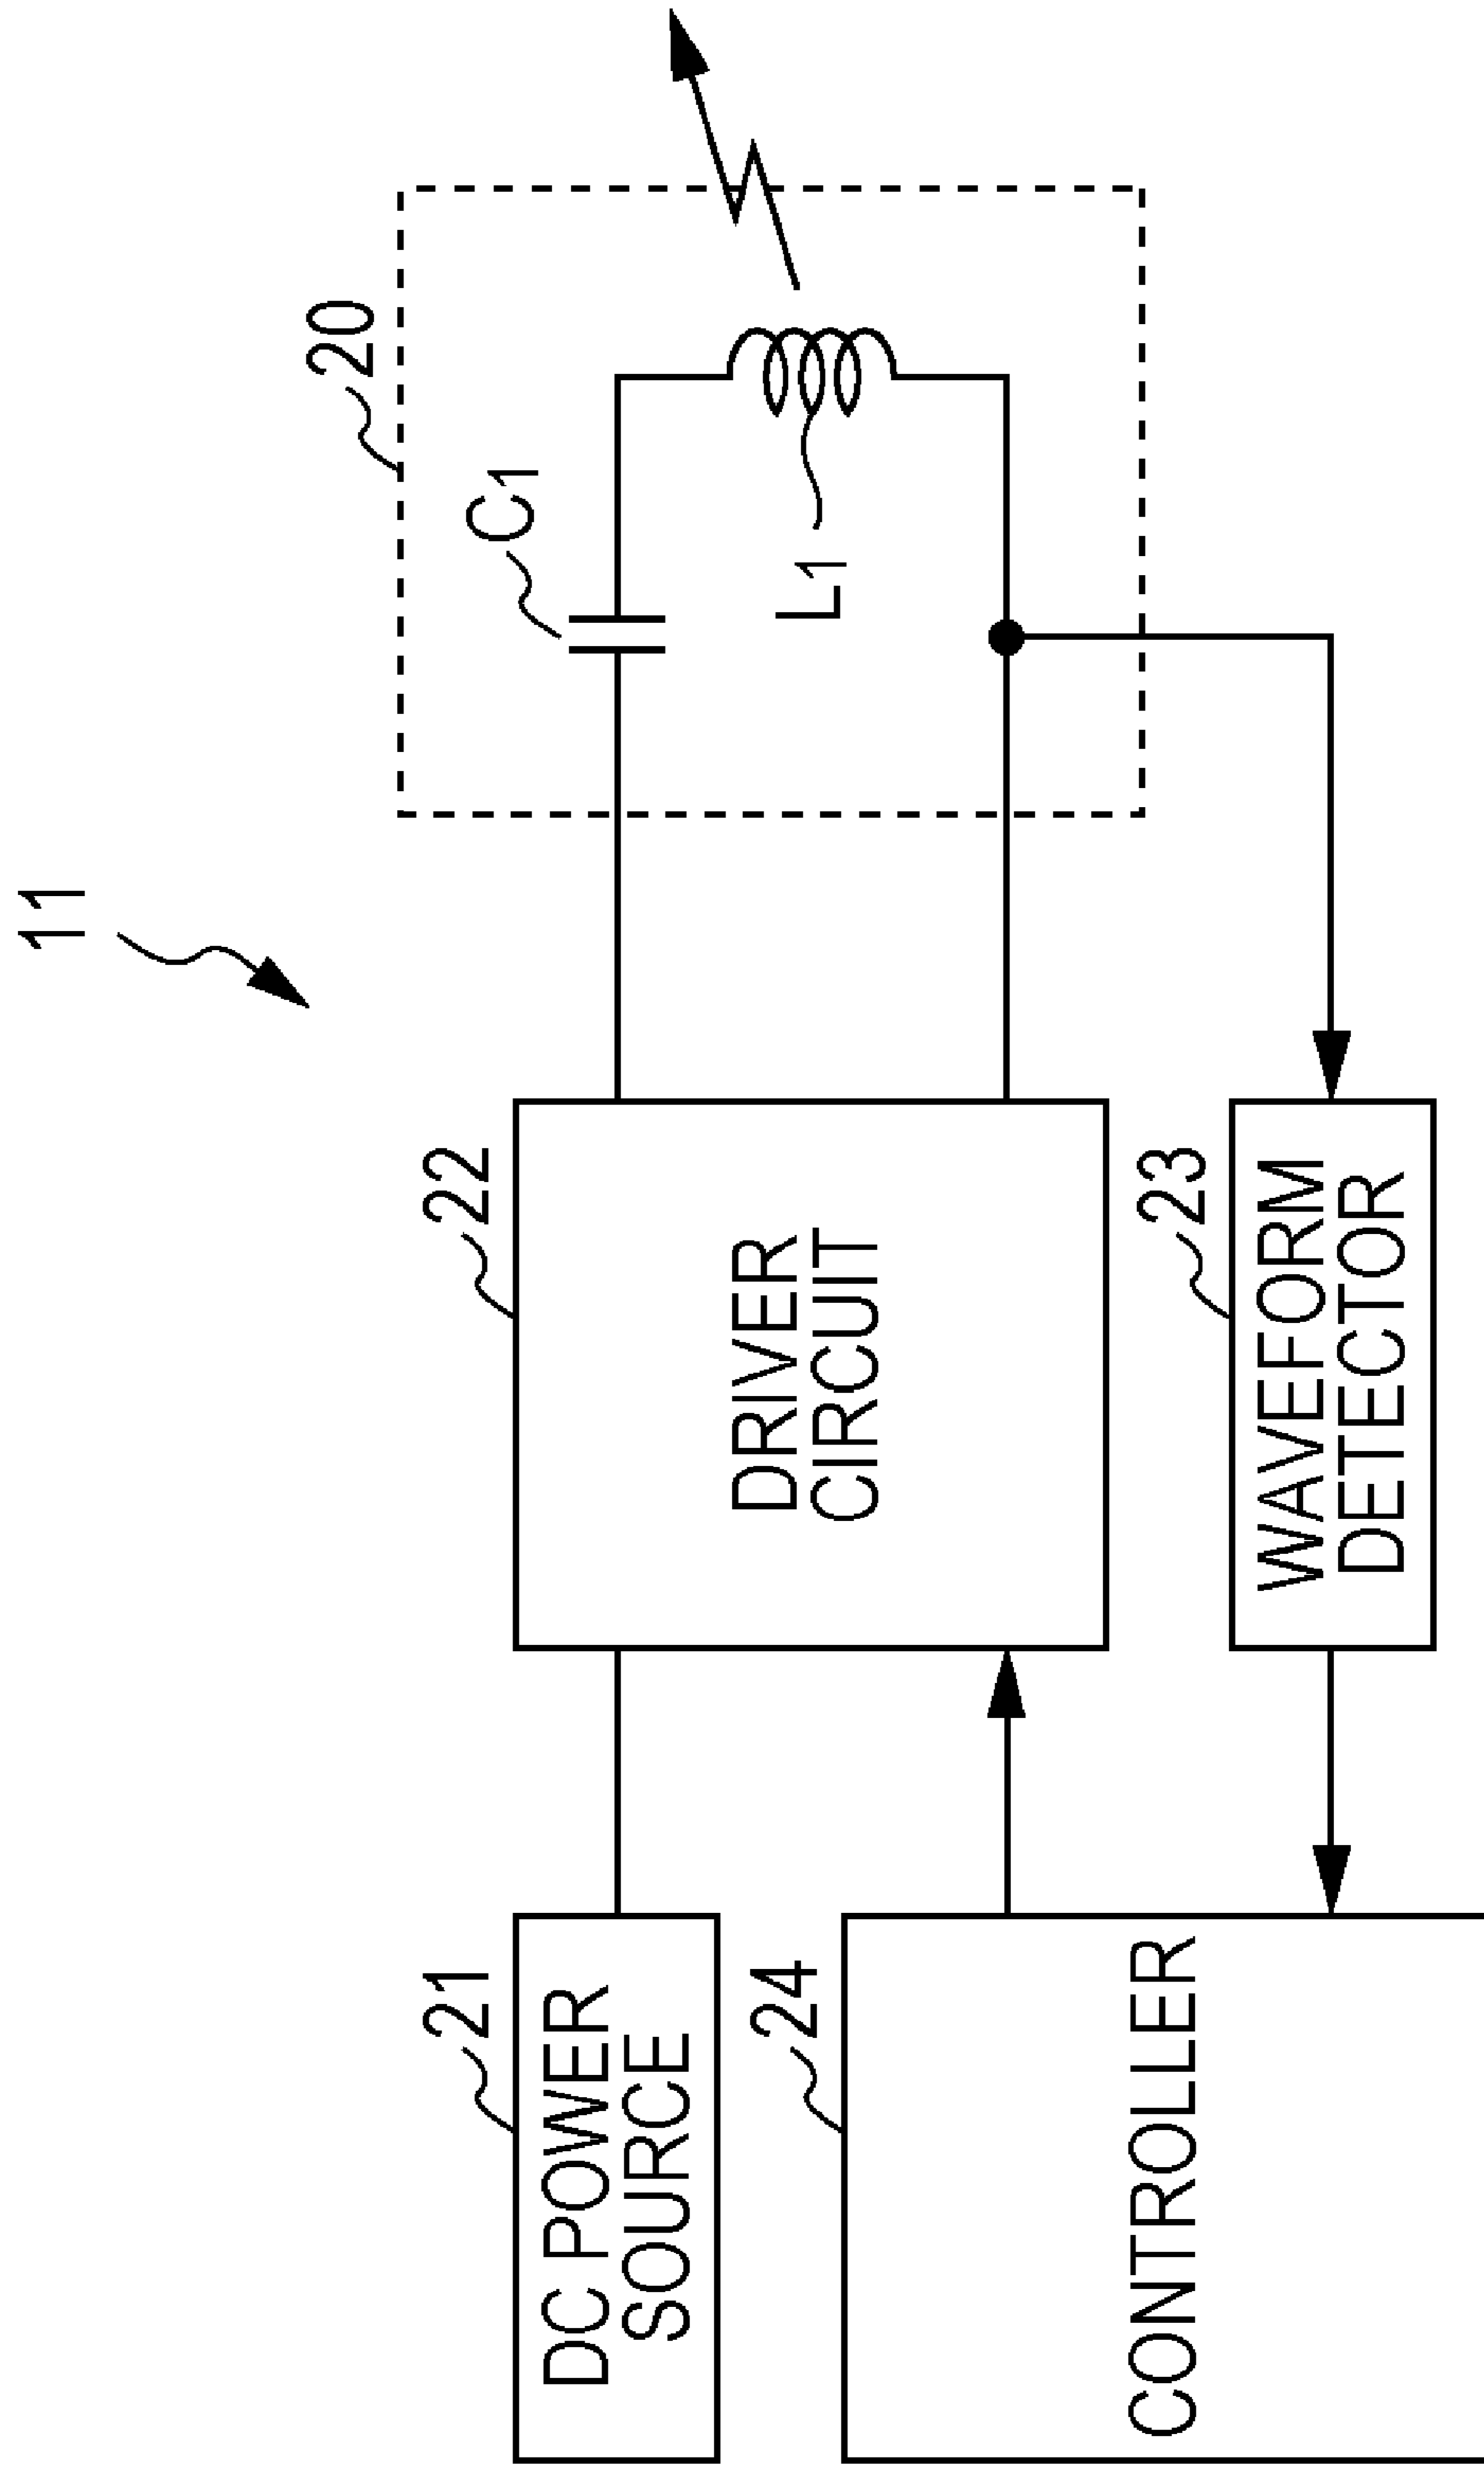 11
20
C1
L1
21
DC POWER
SOURCE
22
DRIVER
CIRCUIT
24
CONTROLLER
23
WAVEFORM
DETECTOR